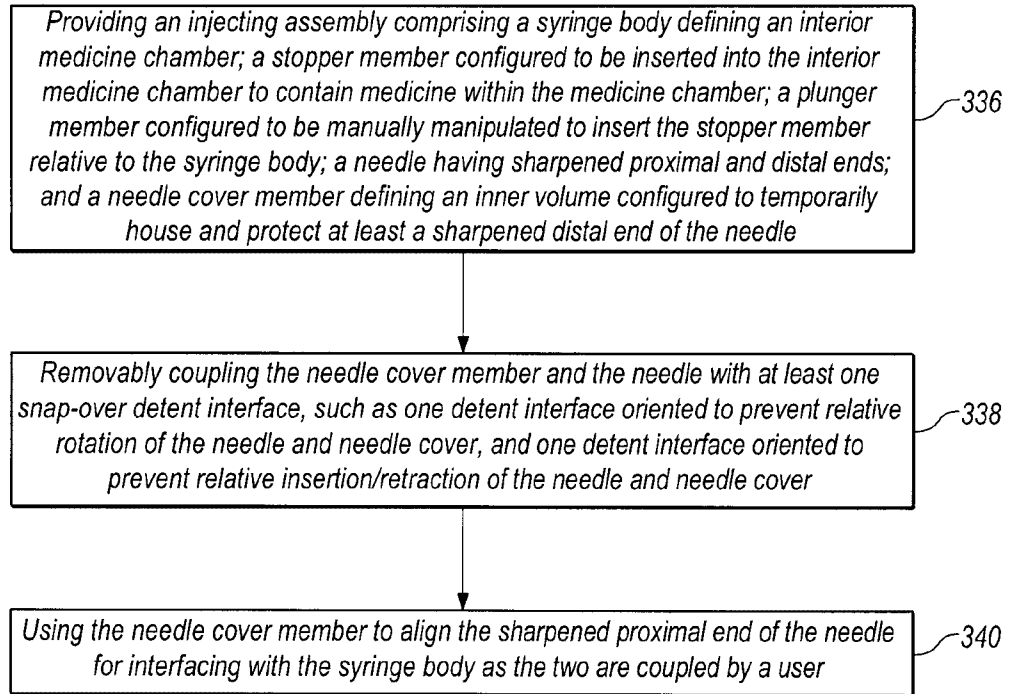 Providing an injecting assembly comprising a syringe body defining an interior
medicine chamber; a stopper member configured to be inserted into the interior
medicine chamber to contain medicine within the medicine chamber; a plunger
member configured to be manually manipulated to insert the stopper member
relative to the syringe body; a needle having sharpened proximal and distal ends;
and a needle cover member defining an inner volume configured to temporarily
house and protect at least a sharpened distal end of the needle
336
Removably coupling the needle cover member and the needle with at least one
snap-over detent interface, such as one detent interface oriented to prevent relative
rotation of the needle and needle cover, and one detent interface oriented to
prevent relative insertion/retraction of the needle and needle cover
338
Using the needle cover member to align the sharpened proximal end of the needle
for interfacing with the syringe body as the two are coupled by a user
340